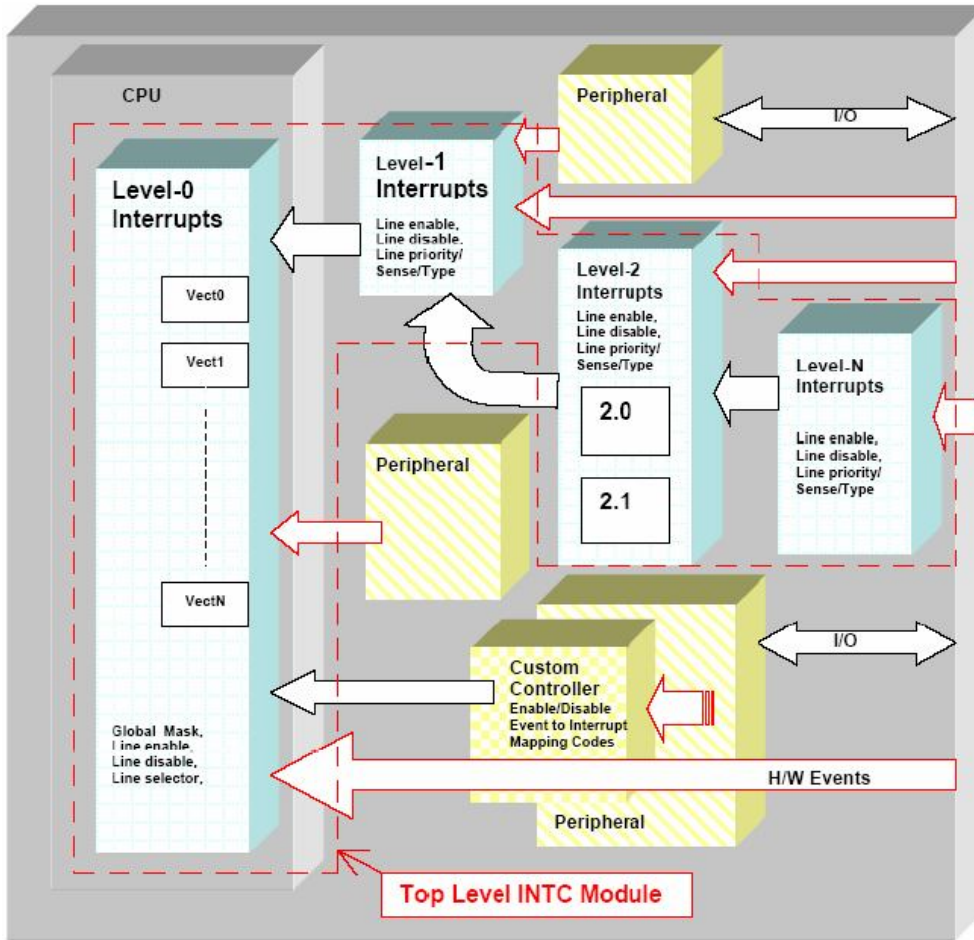 CPU
Level-0
Interrupts
Vect0
Vect1
VectN
Global Mask,
Line enable,
Line disable,
Line selector,
Level-1
Interrupts
Line enable,
Line disable,
Line priority/
Sense/Type
Peripheral
I/O
Level-2
Interrupts
Line enable,
Line disable,
Line priority/
Sense/Type
2.0
2.1
Level-N
Interrupts
Line enable,
Line disable,
Line priority/
Sense/Type
Peripheral
Custom
Controller
Enable/Disable
Event to Interrupt
Mapping Codes
I/O
H/W Events
Peripheral
Top Level INTC Module